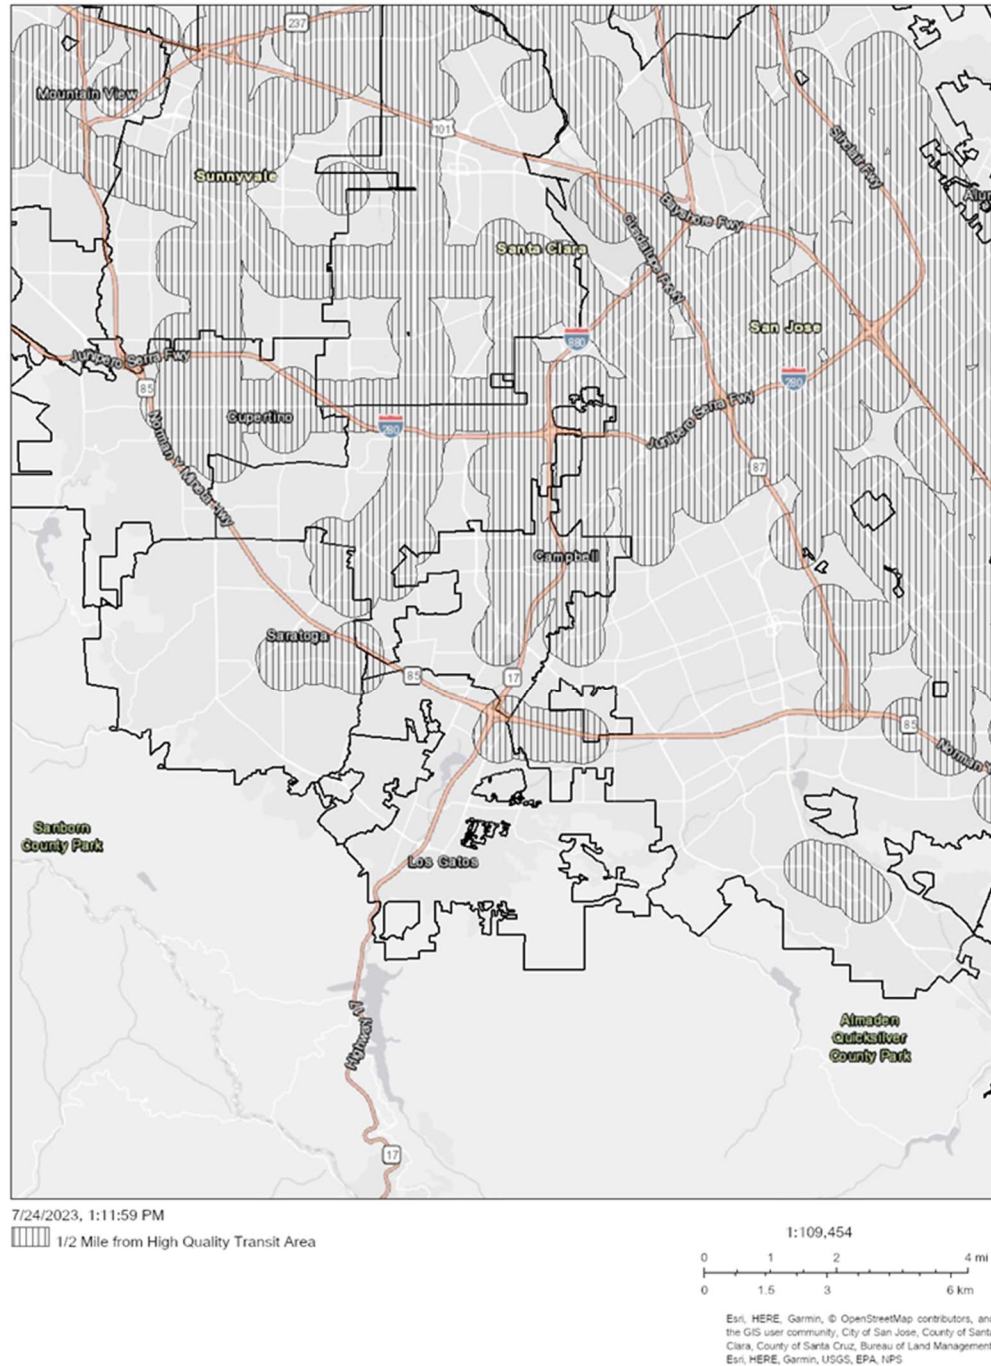 237
Mountain View
101
Sinclair Fwy
Sunnyvale
Bayshore Fwy
Guadalupe Pkwy
Santa Clara
San Jose
880
Junipero Serra Fwy
85
280
Junipero Serra Fwy
Cupertino
280
Norman Y Mineta Hwy
87
Campbell
Saratoga
85
17
85
Norman Y
Sanborn
County Park
Los Gatos
Highway 17
Almaden
Quicksilver
County Park
17
7/24/2023, 1:11:59 PM
1/2 Mile from High Quality Transit Area
1:109,454
0 1 2 4 mi
0 1.5 3 6 km
Esri, HERE, Garmin, © OpenStreetMap contributors, and
the GIS user community, City of San Jose, County of Santa
Clara, County of Santa Cruz, Bureau of Land Management,
Esri, HERE, Garmin, USGS, EPA, NPS